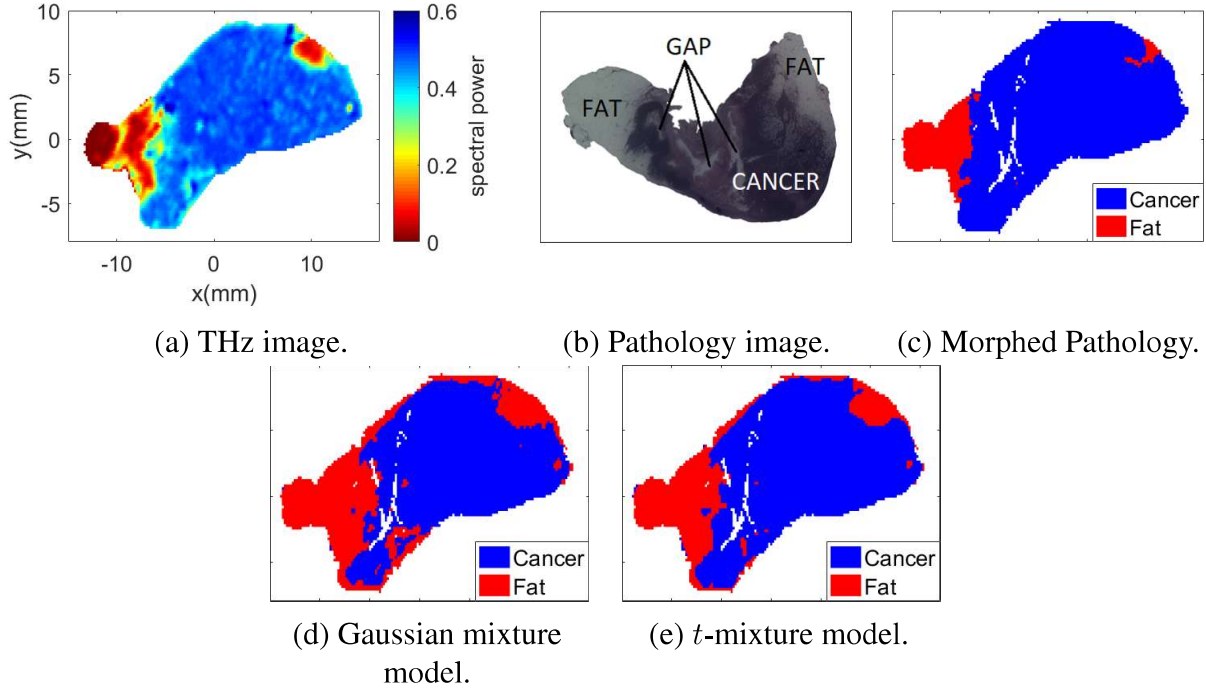 10
5
0
-5
y(mm)
-10
0
10
x(mm)
0.6
0.4
0.2
0
spectral power
GAP
FAT
FAT
CANCER
Cancer
Fat
(a) THz image.
(b) Pathology image.
(c) Morphed Pathology.
Cancer
Fat
Cancer
Fat
(d) Gaussian mixture
model.
(e) t-mixture model.